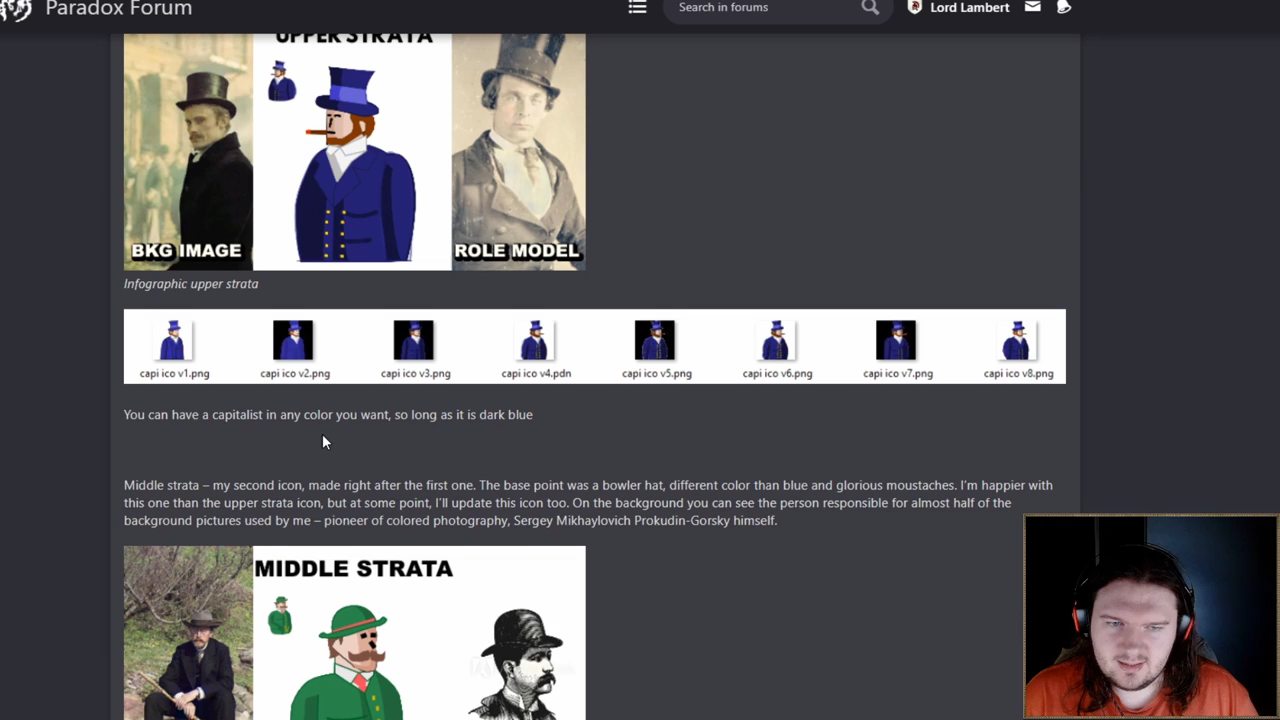 Paradox Forum
Search in forums
Lord Lambert
UPPER STRATA
BKG IMAGE
ROLE MODEL
Infographic upper strata
capi ico v1.png
capi ico v2.png
capi ico v3.png
capi ico v4.pdn
capi ico v5.png
capi ico v6.png
capi ico v7.png
capi ico v8.png
You can have a capitalist in any color you want, so long as it is dark blue
Middle strata – my second icon, made right after the first one. The base point was a bowler hat, different color than blue and glorious moustaches. I'm happier with
this one than the upper strata icon, but at some point, I'll update this icon too. On the background you can see the person responsible for almost half of the
background pictures used by me – pioneer of colored photography, Sergey Mikhaylovich Prokudin-Gorsky himself.
MIDDLE STRATA